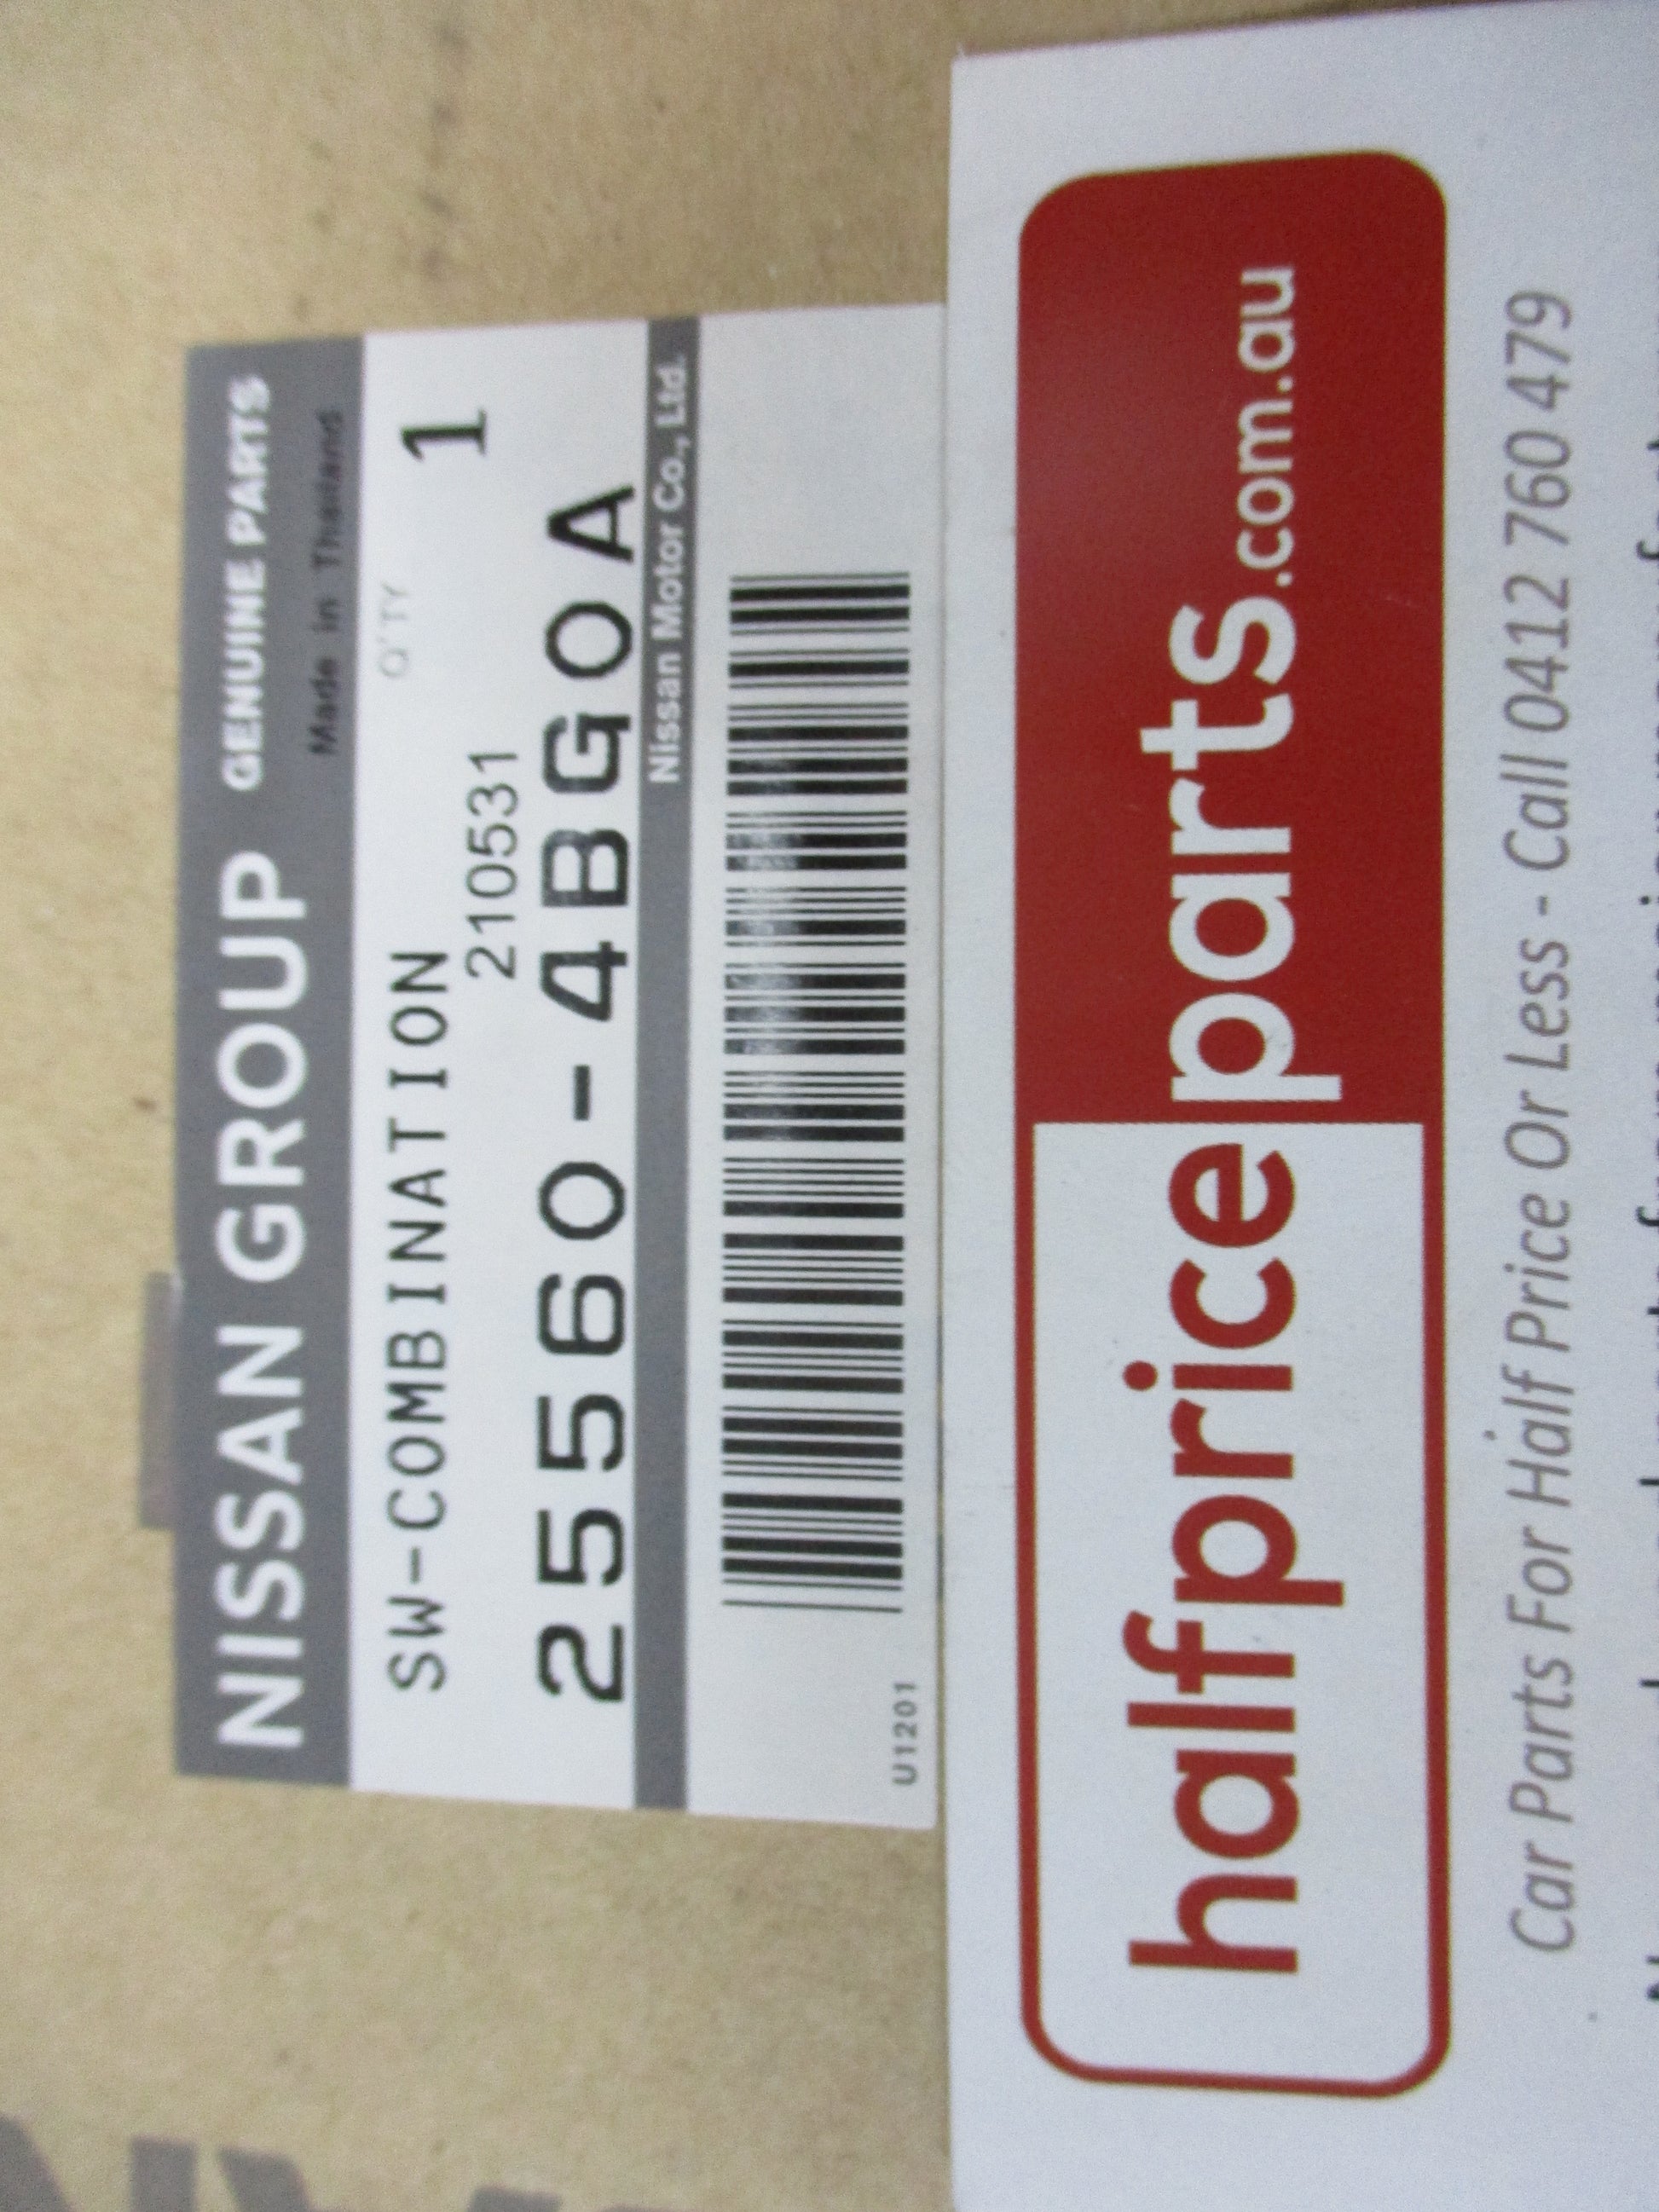 NISSAN GROUP GENUINE PARTS
Made in Thailand
SW-COMBINATION Q'TY 1
210531
25560-4BG0A
Nissan Motor Co., Ltd.
U1201
halfpriceparts.com.au
Car Parts For Half Price Or Less - Call 0412 760 479